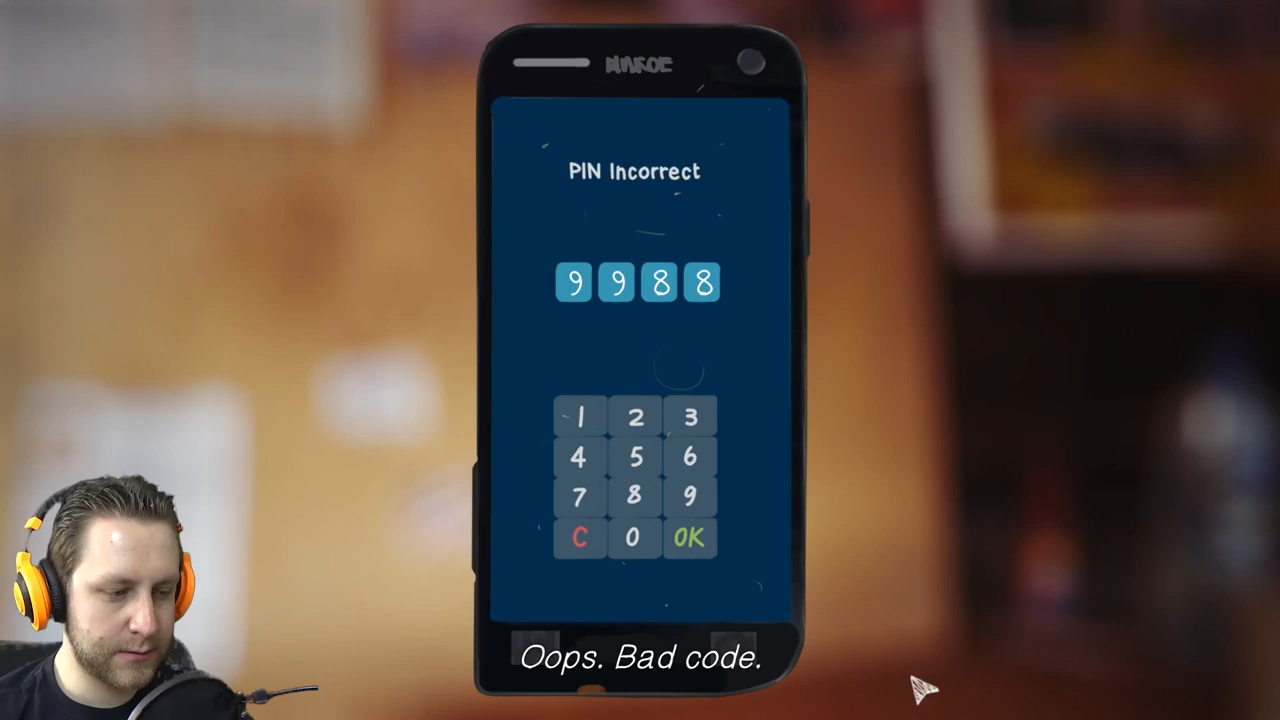 PIN Incorrect
9 9 8 8
1 2 3
4 5 6
7 8 9
C 0 OK
Oops. Bad code.